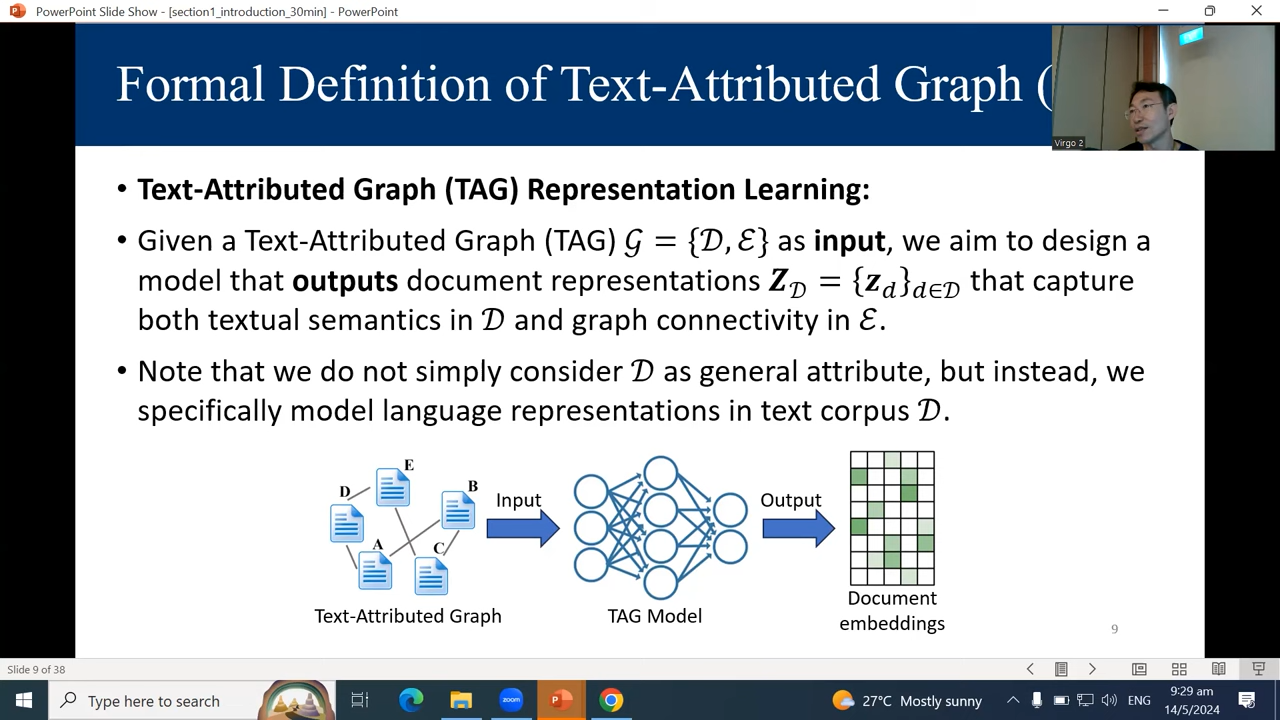 PowerPoint Slide Show - [section1_introduction_30min] - PowerPoint
Formal Definition of Text-Attributed Graph (
Virgo 2
• Text-Attributed Graph (TAG) Representation Learning:
• Given a Text-Attributed Graph (TAG) 𝒢 = {𝒟, ℰ} as input, we aim to design a
model that outputs document representations 𝒁_𝒟 = {𝒛_d}_{d∈𝒟} that capture
both textual semantics in 𝒟 and graph connectivity in ℰ.
• Note that we do not simply consider 𝒟 as general attribute, but instead, we
specifically model language representations in text corpus 𝒟.
E
D
B
A
C
Input
Output
Text-Attributed Graph
TAG Model
Document
embeddings
9
Slide 9 of 38
Type here to search
27°C Mostly sunny
ENG
9:29 am
14/5/2024
zoom